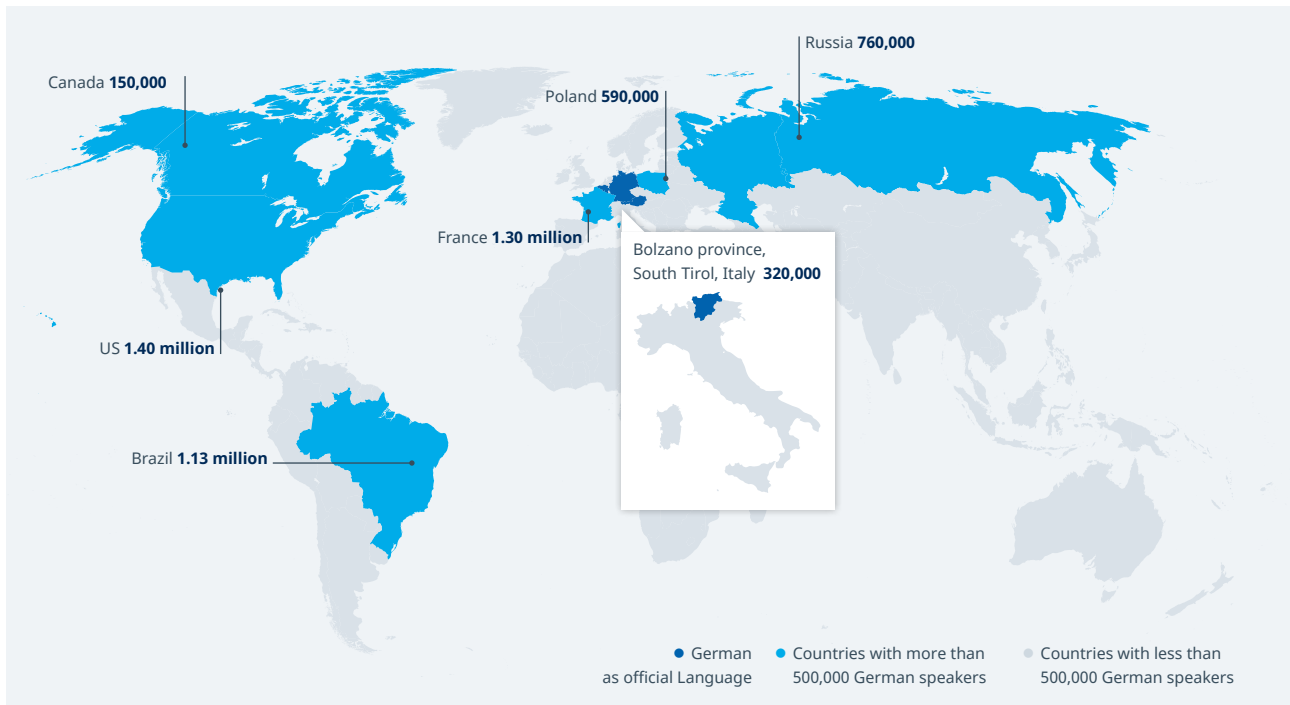 Russia 760,000
Canada 150,000
Poland 590,000
France 1.30 million
Bolzano province,
South Tirol, Italy 320,000
US 1.40 million
Brazil 1.13 million
German
as official Language
Countries with more than
500,000 German speakers
Countries with less than
500,000 German speakers